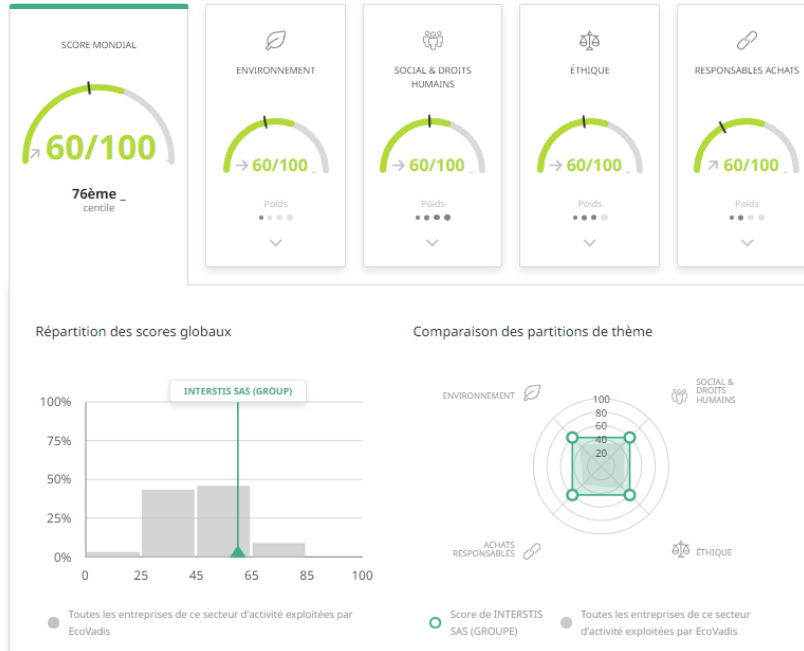 SCORE MONDIAL
60/100
76ème _
centile
ENVIRONNEMENT
60/100
Poids
SOCIAL & DROITS
HUMAINS
60/100
Poids
ÉTHIQUE
60/100
Poids
RESPONSABLES ACHATS
60/100
Poids
Répartition des scores globaux
INTERSTIS SAS (GROUP)
100%
75%
50%
25%
0%
0 25 45 65 85 100
Toutes les entreprises de ce secteur d'activité exploitées par
EcoVadis
Comparaison des partitions de thème
ENVIRONNEMENT
SOCIAL &
DROITS
HUMAINS
100
80
60
40
20
ACHATS
RESPONSABLES
ÉTHIQUE
Score de INTERSTIS
SAS (GROUPE)
Toutes les entreprises de ce secteur
d'activité exploitées par EcoVadis